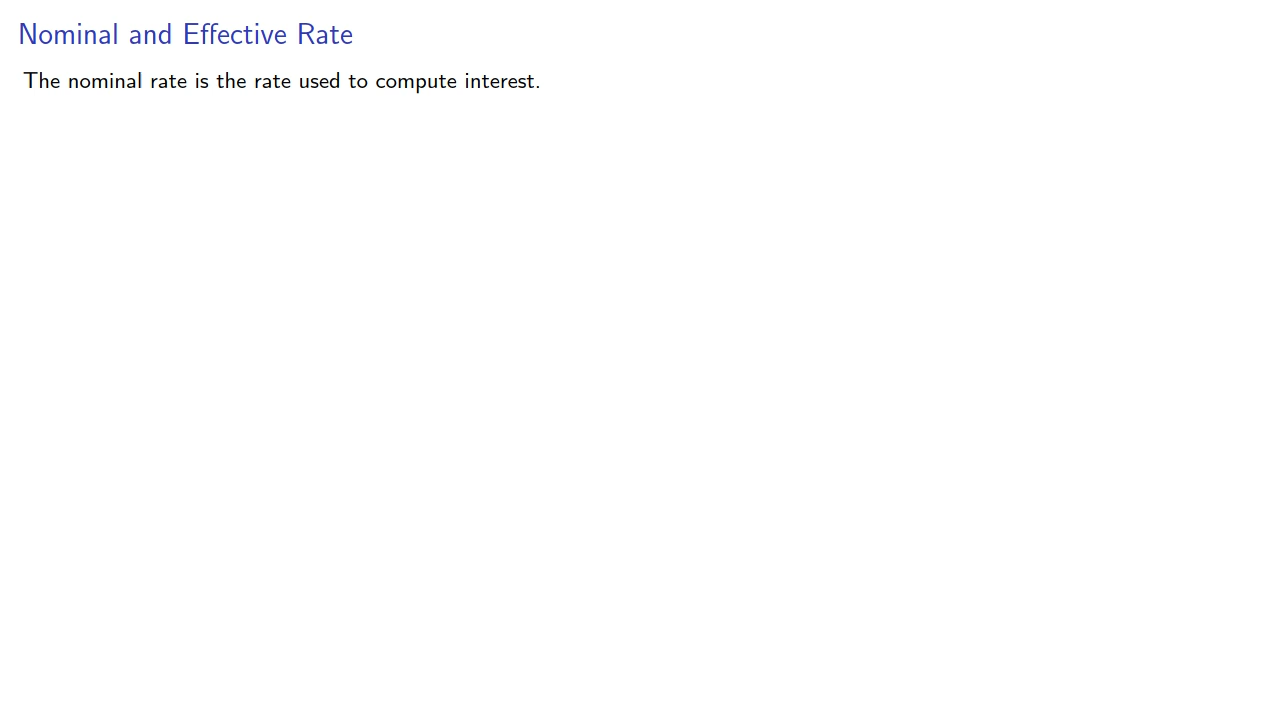 Nominal and Effective Rate
The nominal rate is the rate used to compute interest.